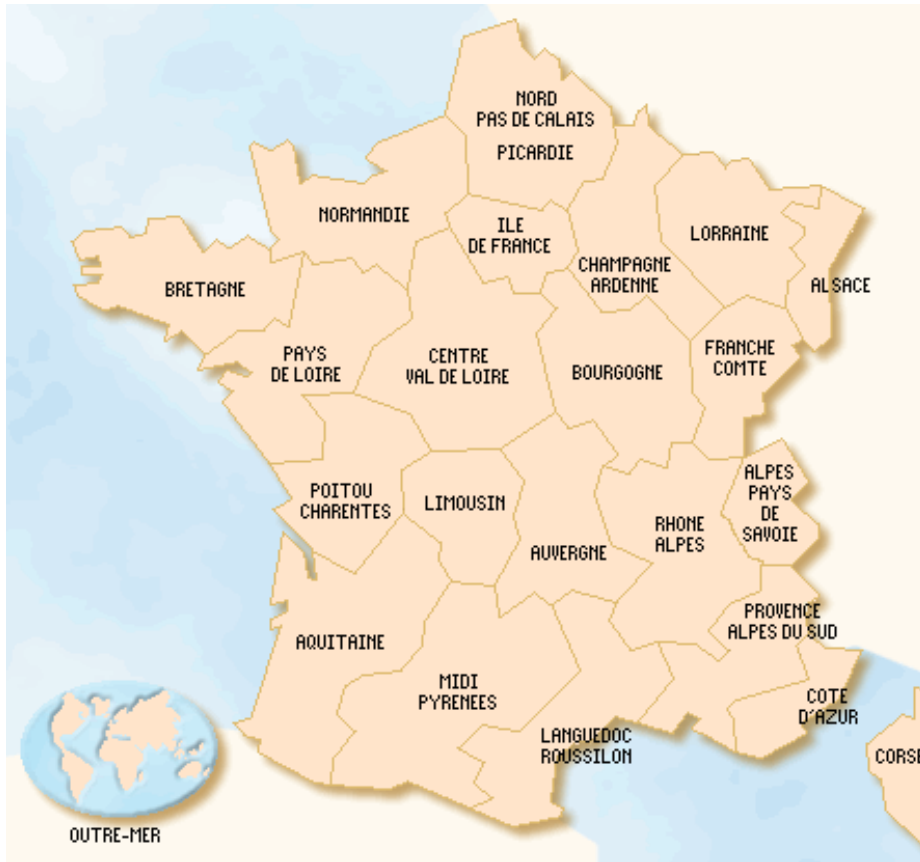 NORD
PAS DE CALAIS
PICARDIE
NORMANDIE
ILE
DE FRANCE
LORRAINE
CHAMPAGNE
ARDENNE
ALSACE
BRETAGNE
PAYS
DE LOIRE
CENTRE
VAL DE LOIRE
BOURGOGNE
FRANCHE
COMTE
POITOU
CHARENTES
LIMOUSIN
AUVERGNE
RHONE
ALPES
ALPES
PAYS
DE
SAVOIE
AQUITAINE
MIDI
PYRENEES
PROVENCE
ALPES DU SUD
COTE
D'AZUR
LANGUEDOC
ROUSSILON
CORSE
OUTRE-MER